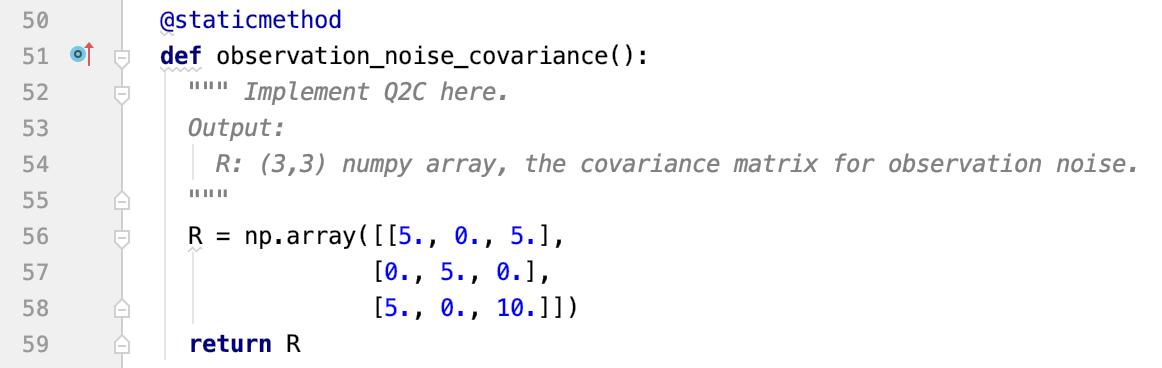 50 @staticmethod
51 def observation_noise_covariance():
52 """ Implement Q2C here.
53 Output:
54 R: (3,3) numpy array, the covariance matrix for observation noise.
55 """
56 R = np.array([[5., 0., 5.],
57 [0., 5., 0.],
58 [5., 0., 10.]])
59 return R